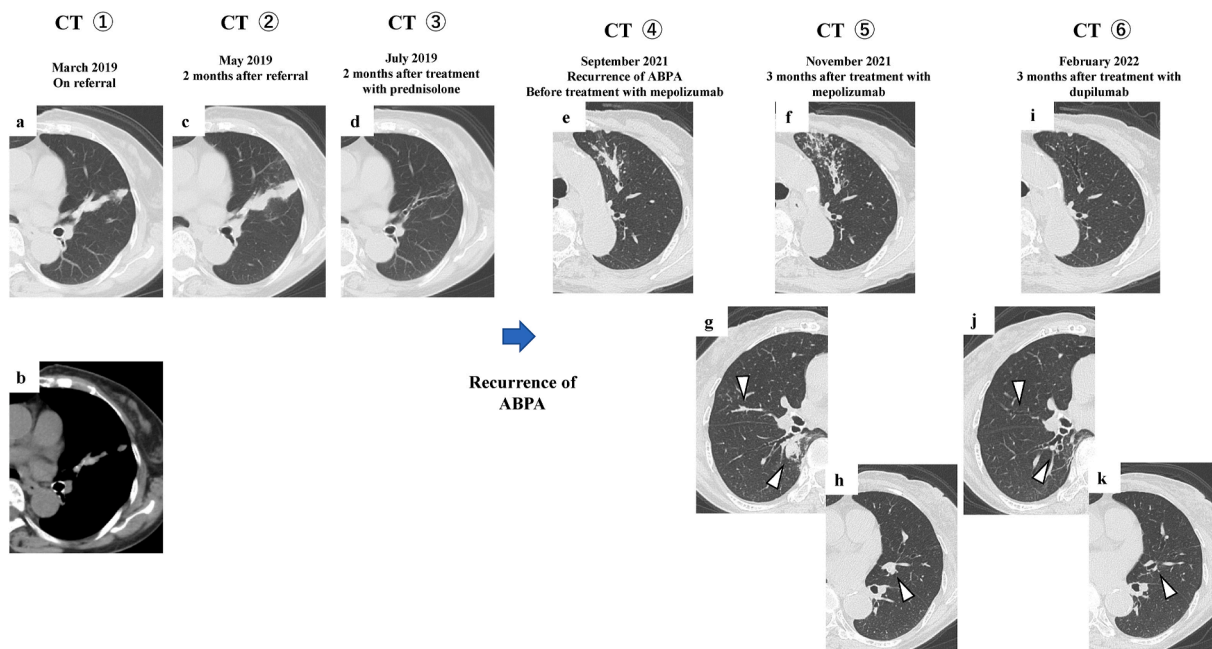 CT ①
March 2019
On referral
CT ②
May 2019
2 months after referral
CT ③
July 2019
2 months after treatment
with prednisolone
CT ④
September 2021
Recurrence of ABPA
Before treatment with mepolizumab
CT ⑤
November 2021
3 months after treatment with
mepolizumab
CT ⑥
February 2022
3 months after treatment with
dupilumab
a
c
d
e
f
i
g
j
b
Recurrence of
ABPA
h
k